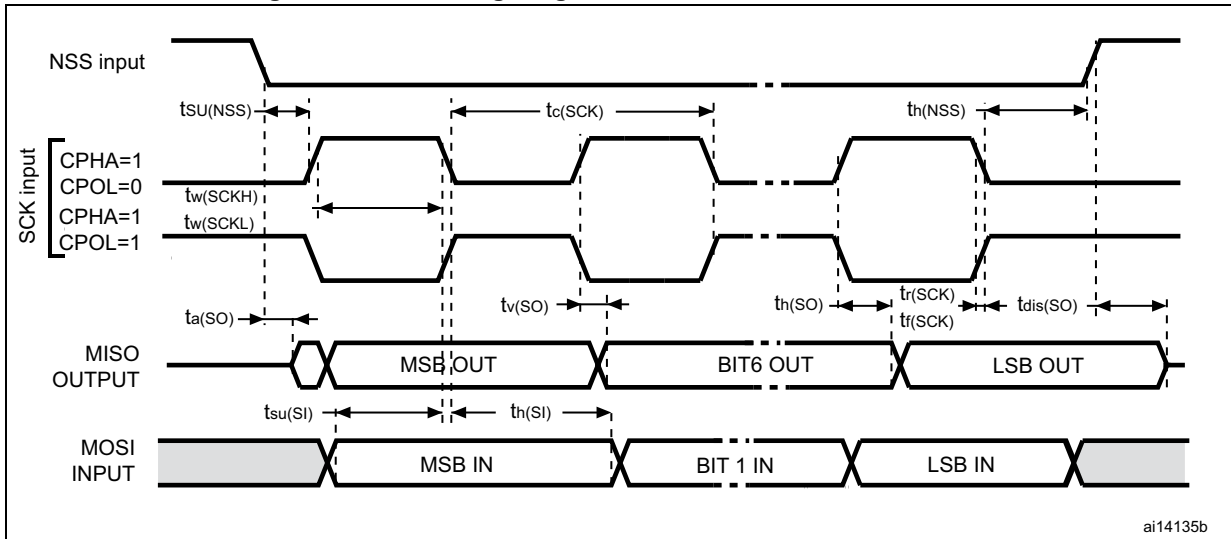 NSS input
tSU(NSS)
tc(SCK)
th(NSS)
SCK input
CPHA=1
CPOL=0
tw(SCKH)
CPHA=1
tw(SCKL)
CPOL=1
ta(SO)
tv(SO)
th(SO)
tr(SCK)
tf(SCK)
tdis(SO)
MISO
OUTPUT
MSB OUT
BIT6 OUT
LSB OUT
tsu(SI)
th(SI)
MOSI
INPUT
MSB IN
BIT 1 IN
LSB IN
ai14135b